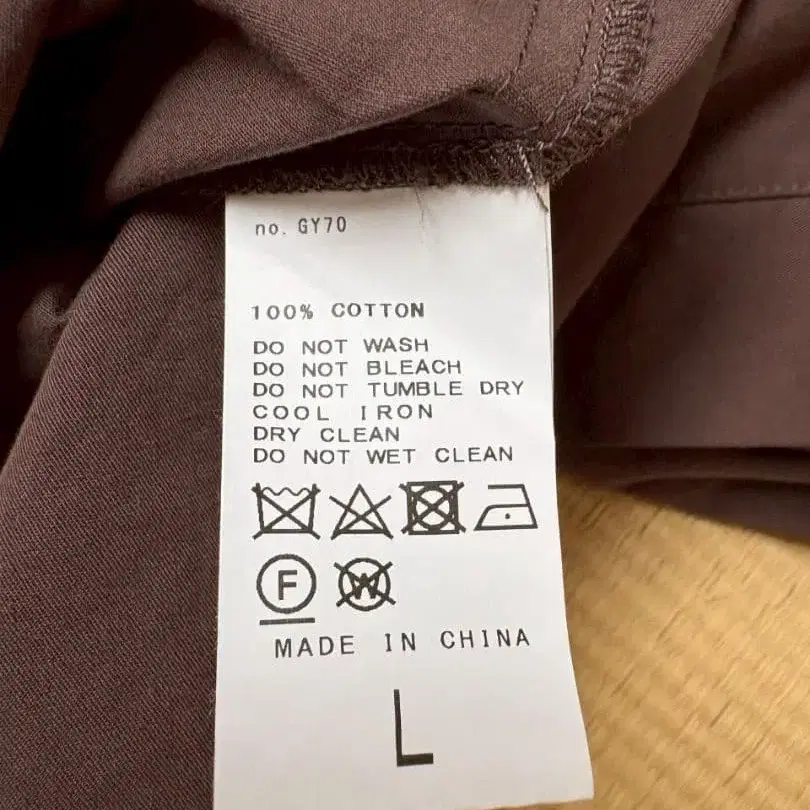 no. GY70
100% COTTON
DO NOT WASH
DO NOT BLEACH
DO NOT TUMBLE DRY
COOL IRON
DRY CLEAN
DO NOT WET CLEAN
F W
MADE IN CHINA
L